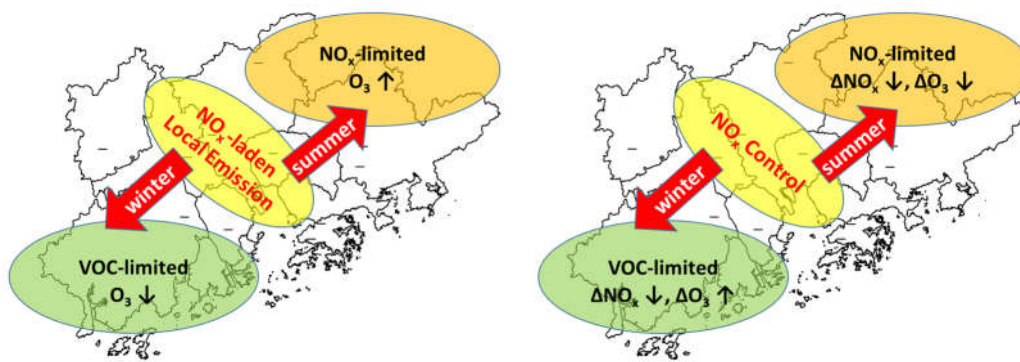 NOₓ-limited
O₃ ↑
NOₓ-laden
Local Emission
summer
winter
VOC-limited
O₃ ↓
NOₓ-limited
ΔNOₓ ↓, ΔO₃ ↓
NOₓ Control
summer
winter
VOC-limited
ΔNOₓ ↓, ΔO₃ ↑